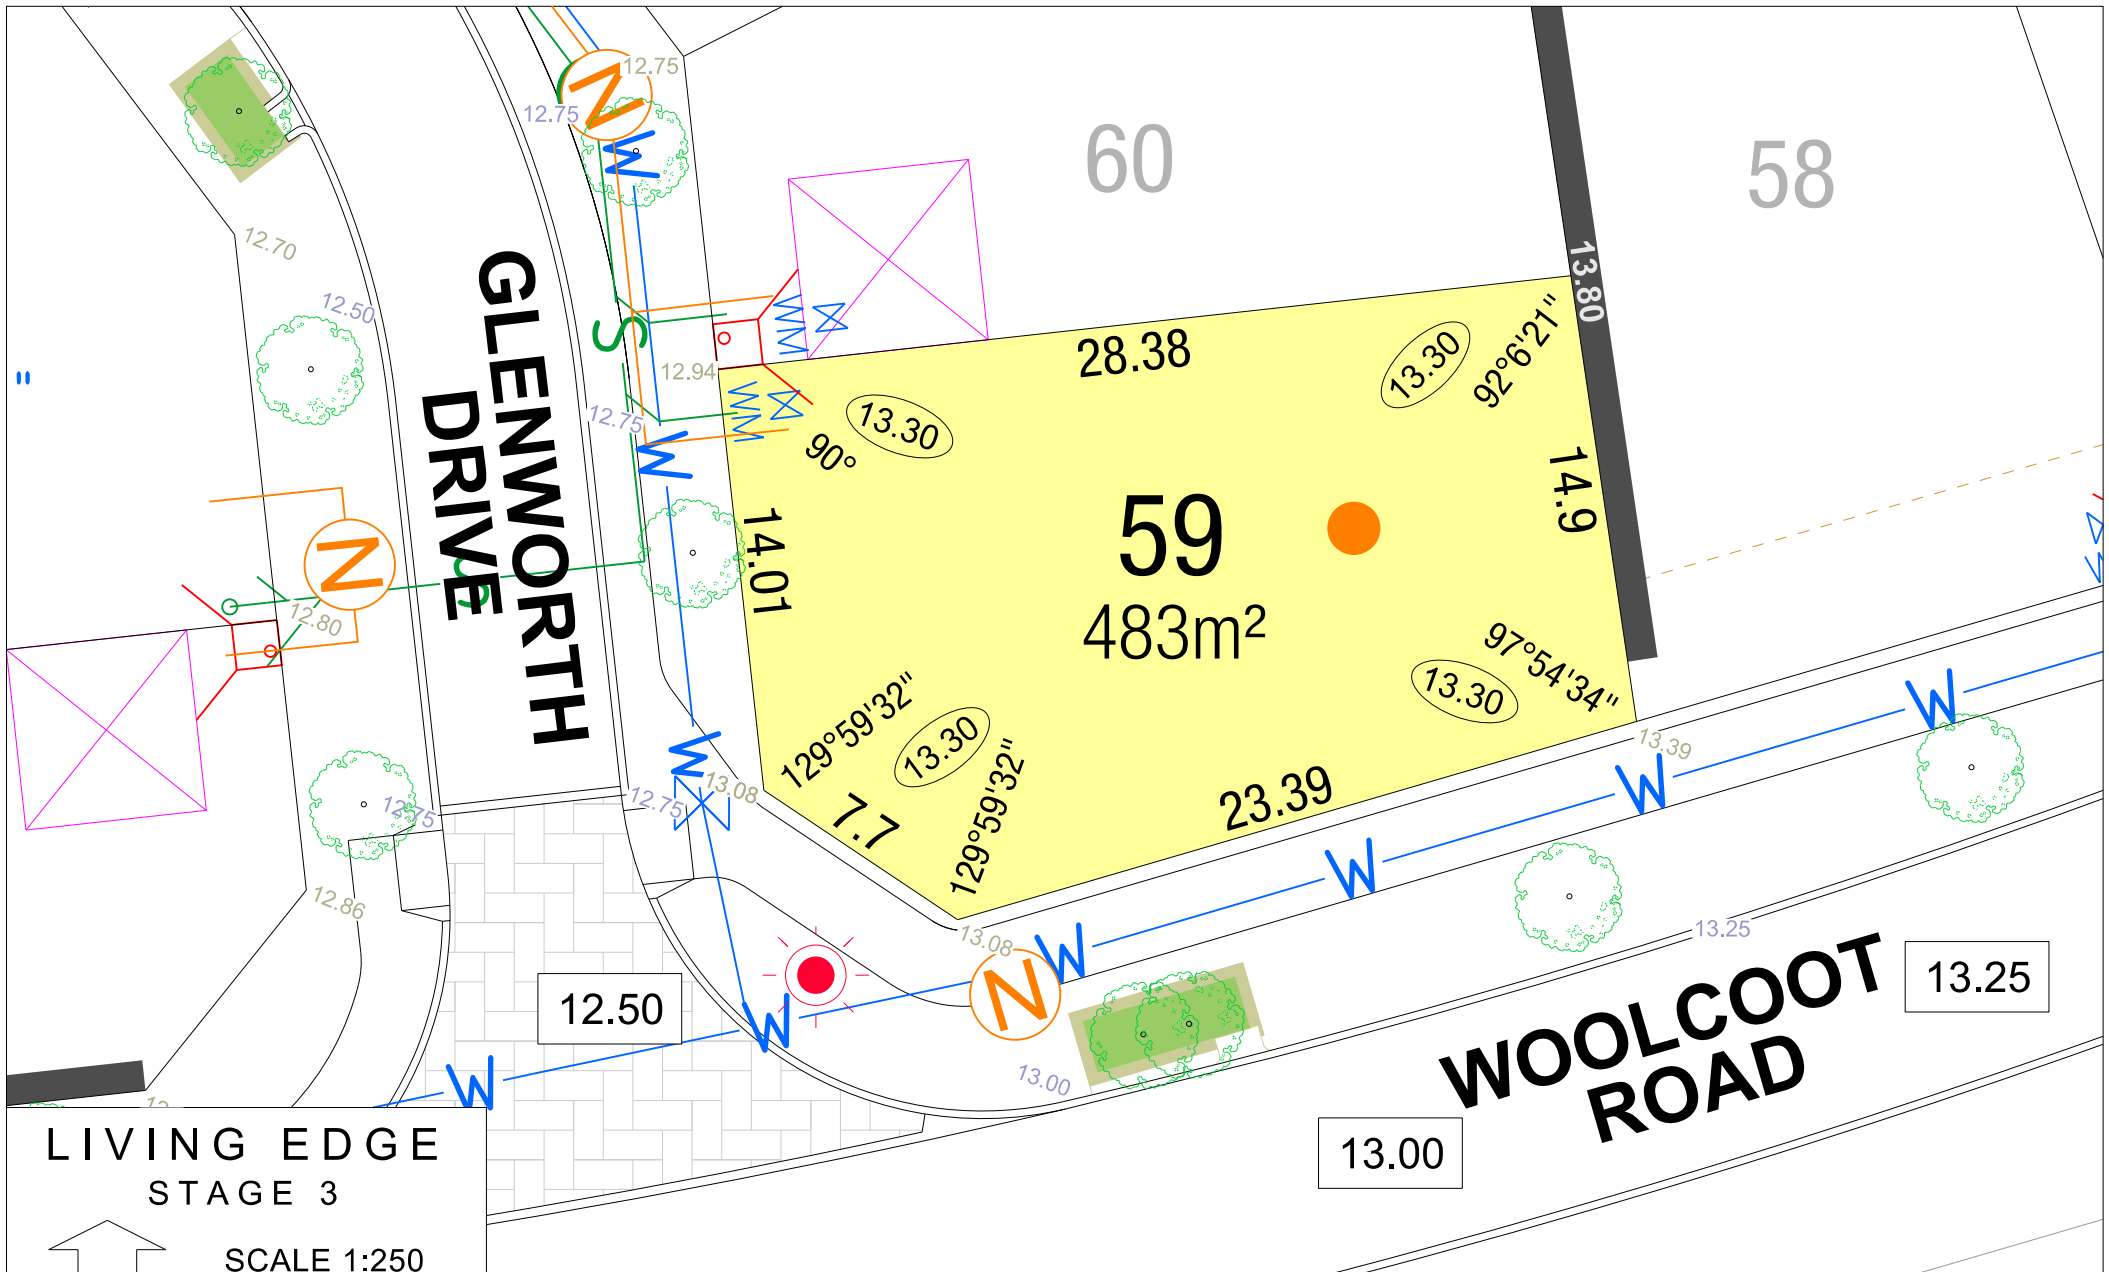 N
12.75
12.75
W
60
58
12.70
12.50
GLENWORTH
DRIVE
S
12.94
12.75
W
28.38
13.30
90°
13.30
92°6'21"
13.80
14.9
14.01
59
483m²
N
S
12.80
129°59'32"
13.30
129°59'32"
7.7
23.39
13.30
97°54'34"
W
13.08
12.75
12.75
12.86
13.39
W
W
W
W
13.08
N
W
W
12.50
13.00
13.25
13.25
WOOLCOOT
ROAD
13.00
LIVING EDGE
STAGE 3
SCALE 1:250